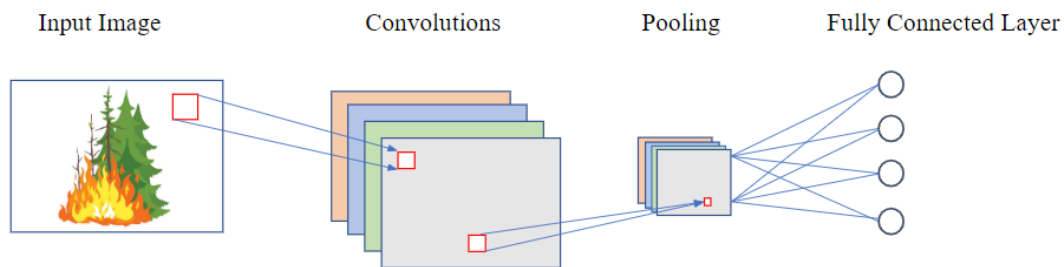 Input Image
Convolutions
Pooling
Fully Connected Layer